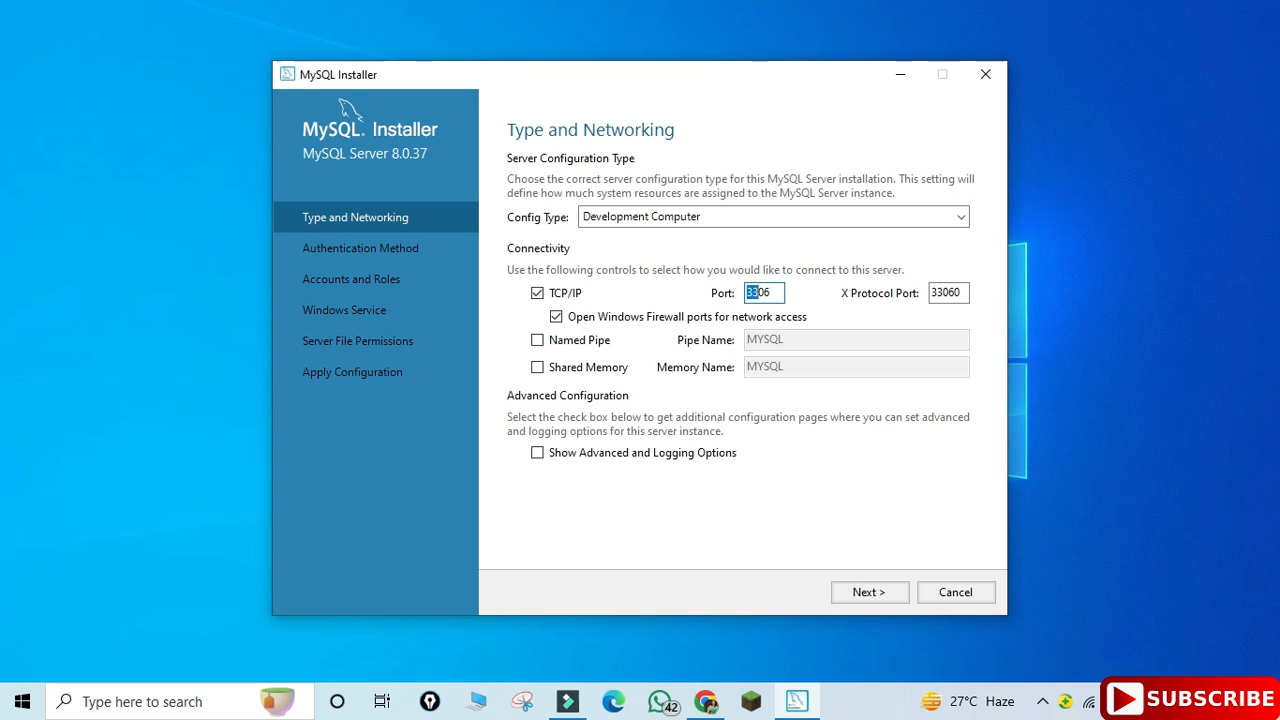 MySQL Installer
MySQL. Installer
MySQL Server 8.0.37
Type and Networking
Authentication Method
Accounts and Roles
Windows Service
Server File Permissions
Apply Configuration
Type and Networking
Server Configuration Type
Choose the correct server configuration type for this MySQL Server installation. This setting will
define how much system resources are assigned to the MySQL Server instance.
Config Type: Development Computer
Connectivity
Use the following controls to select how you would like to connect to this server.
TCP/IP Port: 3306 X Protocol Port: 33060
Open Windows Firewall ports for network access
Named Pipe Pipe Name: MYSQL
Shared Memory Memory Name: MYSQL
Advanced Configuration
Select the check box below to get additional configuration pages where you can set advanced
and logging options for this server instance.
Show Advanced and Logging Options
Next > Cancel
Type here to search 42 27°C Haze SUBSCRIBE